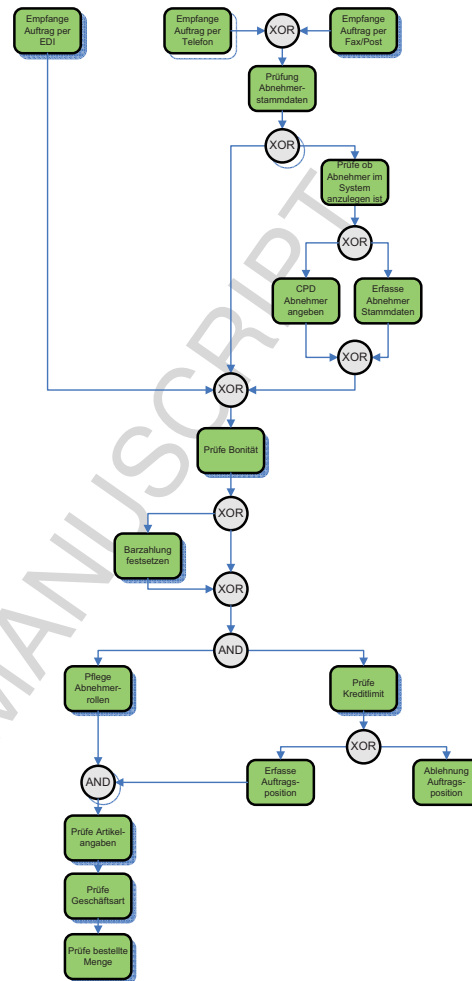 Empfange
Auftrag per
EDI
Empfange
Auftrag per
Telefon
XOR
Empfange
Auftrag per
Fax/Post
Prüfung
Abnehmer-
stammdaten
XOR
Prüfe ob
Abnehmer im
System
anzulegen ist
XOR
CPD
Abnehmer
angeben
Erfasse
Abnehmer
Stammdaten
XOR
XOR
Prüfe Bonität
XOR
Barzahlung
festsetzen
XOR
AND
Pflege
Abnehmer-
rollen
Prüfe
Kreditlimit
XOR
Erfasse
Auftrags-
position
Ablehnung
Auftrags-
position
AND
Prüfe Artikel-
angaben
Prüfe
Geschäftsart
Prüfe bestellte
Menge
MANUSCRIPT